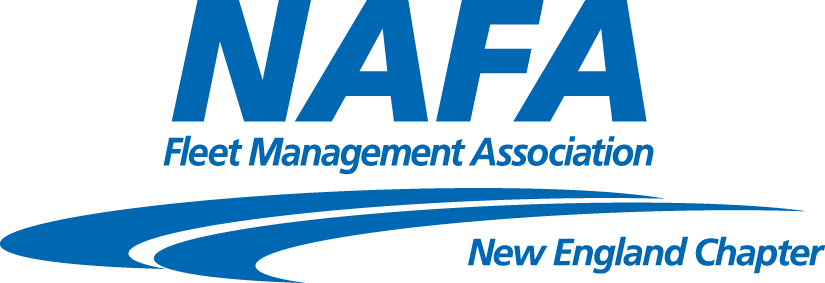 NAFA
Fleet Management Association
New England Chapter